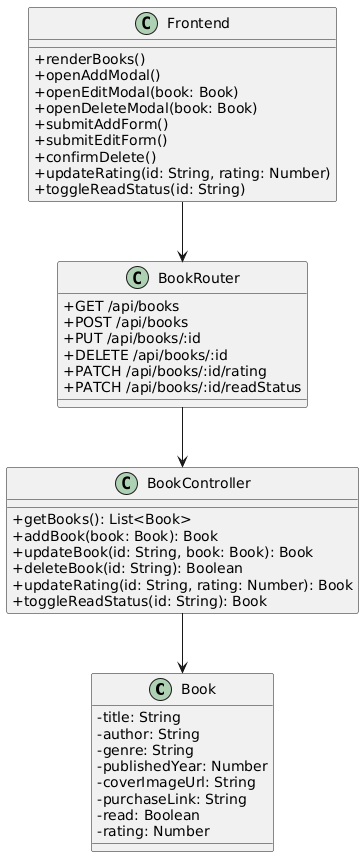 C Frontend
+renderBooks()
+openAddModal()
+openEditModal(book: Book)
+openDeleteModal(book: Book)
+submitAddForm()
+submitEditForm()
+confirmDelete()
+updateRating(id: String, rating: Number)
+toggleReadStatus(id: String)
C BookRouter
+GET /api/books
+POST /api/books
+PUT /api/books/:id
+DELETE /api/books/:id
+PATCH /api/books/:id/rating
+PATCH /api/books/:id/readStatus
C BookController
+getBooks(): List<Book>
+addBook(book: Book): Book
+updateBook(id: String, book: Book): Book
+deleteBook(id: String): Boolean
+updateRating(id: String, rating: Number): Book
+toggleReadStatus(id: String): Book
C Book
-title: String
-author: String
-genre: String
-publishedYear: Number
-coverImageUrl: String
-purchaseLink: String
-read: Boolean
-rating: Number